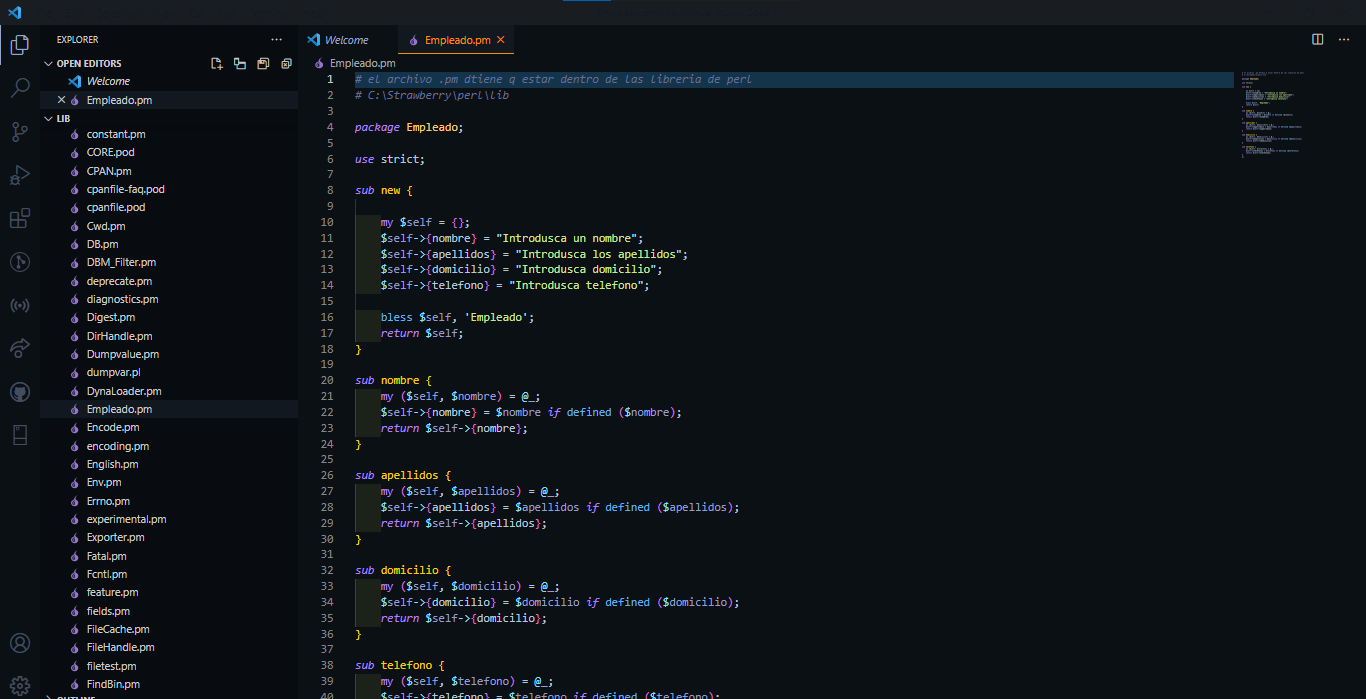 EXPLORER
OPEN EDITORS
Welcome
Empleado.pm
LIB
constant.pm
CORE.pod
CPAN.pm
cpanfile-faq.pod
cpanfile.pod
Cwd.pm
DB.pm
DBM_Filter.pm
deprecate.pm
diagnostics.pm
Digest.pm
DirHandle.pm
Dumpvalue.pm
dumpvar.pl
DynaLoader.pm
Empleado.pm
Encode.pm
encoding.pm
English.pm
Env.pm
Errno.pm
experimental.pm
Exporter.pm
Fatal.pm
Fcntl.pm
feature.pm
fields.pm
FileCache.pm
FileHandle.pm
filetest.pm
FindBin.pm
OUTLINE
Welcome
Empleado.pm
Empleado.pm
1 # el archivo .pm dtiene q estar dentro de las libreria de perl
2 # C:\Strawberry\perl\lib
3
4 package Empleado;
5
6 use strict;
7
8 sub new {
9
10 my $self = {};
11 $self->{nombre} = "Introdusca un nombre";
12 $self->{apellidos} = "Introdusca los apellidos";
13 $self->{domicilio} = "Introdusca domicilio";
14 $self->{telefono} = "Introdusca telefono";
15
16 bless $self, 'Empleado';
17 return $self;
18 }
19
20 sub nombre {
21 my ($self, $nombre) = @_;
22 $self->{nombre} = $nombre if defined ($nombre);
23 return $self->{nombre};
24 }
25
26 sub apellidos {
27 my ($self, $apellidos) = @_;
28 $self->{apellidos} = $apellidos if defined ($apellidos);
29 return $self->{apellidos};
30 }
31
32 sub domicilio {
33 my ($self, $domicilio) = @_;
34 $self->{domicilio} = $domicilio if defined ($domicilio);
35 return $self->{domicilio};
36 }
37
38 sub telefono {
39 my ($self, $telefono) = @_;
40 $self->{telefono} = $telefono if defined ($telefono);